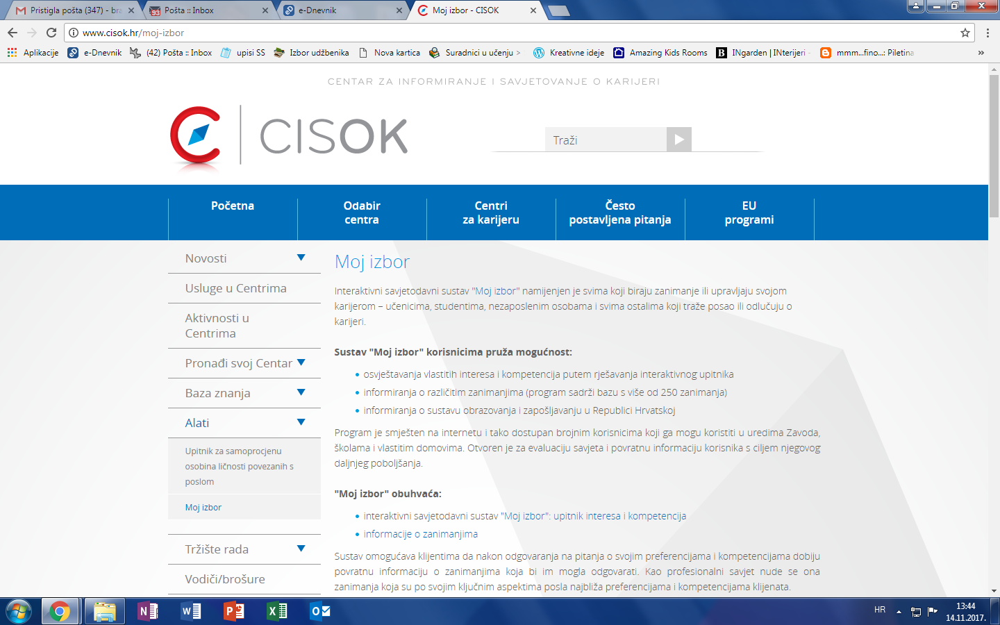 Pristigla pošta (347) - bra
Pošta :: Inbox
e-Dnevnik
Moj izbor - CISOK
www.cisok.hr/moj-izbor
Aplikacije
e-Dnevnik
(42) Pošta :: Inbox
upisi SS
Izbor udžbenika
Nova kartica
Suradnici u učenju >
Kreativne ideje
Amazing Kids Rooms
INgarden | INterijeri -
mmm...fino...: Piletina
»
CENTAR ZA INFORMIRANJE I SAVJETOVANJE O KARIJERI
CISOK
Traži
Početna
Odabir
centra
Centri
za karijeru
Često
postavljena pitanja
EU
programi
Novosti
Usluge u Centrima
Aktivnosti u
Centrima
Pronađi svoj Centar
Baza znanja
Alati
Upitnik za samoprocjenu
osobina ličnosti povezanih s
poslom
Moj izbor
Tržište rada
Vodiči/brošure
Moj izbor
Interaktivni savjetodavni sustav "Moj izbor" namijenjen je svima koji biraju zanimanje ili upravljaju svojom
karijerom – učenicima, studentima, nezaposlenim osobama i svima ostalima koji traže posao ili odlučuju o
karijeri.
Sustav "Moj izbor" korisnicima pruža mogućnost:
• osvještavanja vlastitih interesa i kompetencija putem rješavanja interaktivnog upitnika
• informiranja o različitim zanimanjima (program sadrži bazu s više od 250 zanimanja)
• informiranja o sustavu obrazovanja i zapošljavanju u Republici Hrvatskoj
Program je smješten na internetu i tako dostupan brojnim korisnicima koji ga mogu koristiti u uredima Zavoda,
školama i vlastitim domovima. Otvoren je za evaluaciju savjeta i povratnu informaciju korisnika s ciljem njegovog
daljnjeg poboljšanja.
"Moj izbor" obuhvaća:
• interaktivni savjetodavni sustav "Moj izbor": upitnik interesa i kompetencija
• informacije o zanimanjima
Sustav omogućava klijentima da nakon odgovaranja na pitanja o svojim preferencijama i kompetencijama dobiju
povratnu informaciju o zanimanjima koja bi im mogla odgovarati. Kao profesionalni savjet nude se ona
zanimanja koja su po svojim ključnim aspektima posla najbliža preferencijama i kompetencijama klijenata.
HR
13:44
14.11.2017.